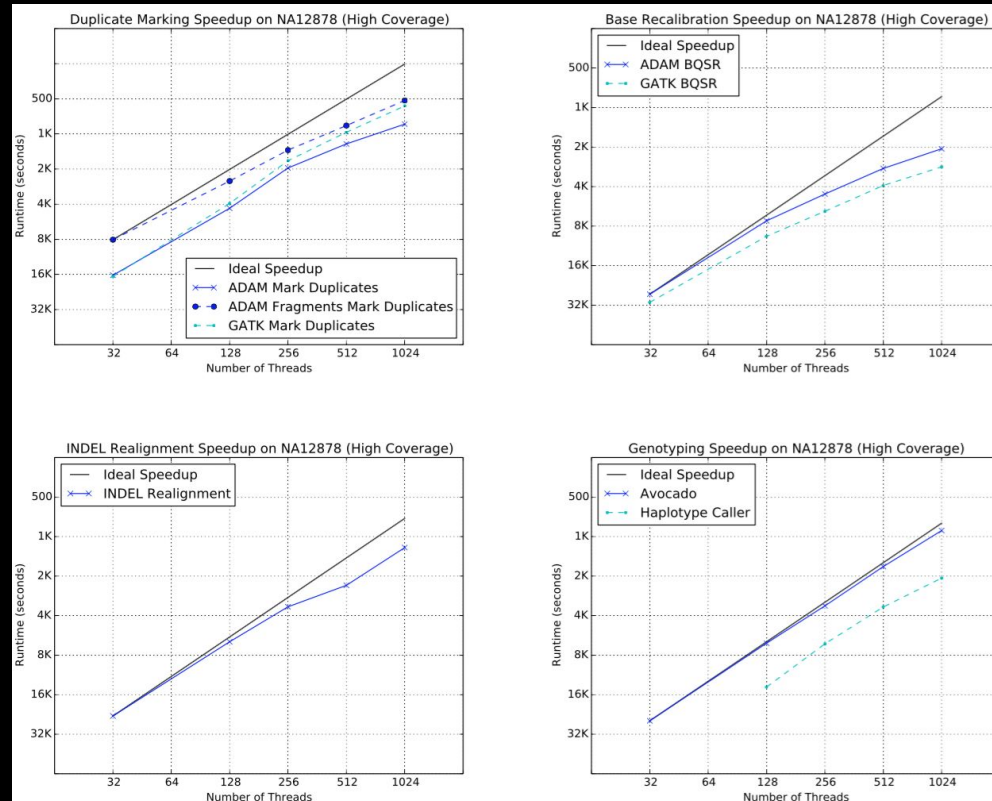 Duplicate Marking Speedup on NA12878 (High Coverage)
500
1K
2K
4K
8K
16K
32K
Runtime (seconds)
Ideal Speedup
ADAM Mark Duplicates
ADAM Fragments Mark Duplicates
GATK Mark Duplicates
32 64 128 256 512 1024
Number of Threads
Base Recalibration Speedup on NA12878 (High Coverage)
Ideal Speedup
ADAM BQSR
GATK BQSR
500
1K
2K
4K
8K
16K
32K
Runtime (seconds)
32 64 128 256 512 1024
Number of Threads
INDEL Realignment Speedup on NA12878 (High Coverage)
Ideal Speedup
INDEL Realignment
500
1K
2K
4K
8K
16K
32K
Runtime (seconds)
32 64 128 256 512 1024
Number of Threads
Genotyping Speedup on NA12878 (High Coverage)
Ideal Speedup
Avocado
Haplotype Caller
500
1K
2K
4K
8K
16K
32K
Runtime (seconds)
32 64 128 256 512 1024
Number of Threads